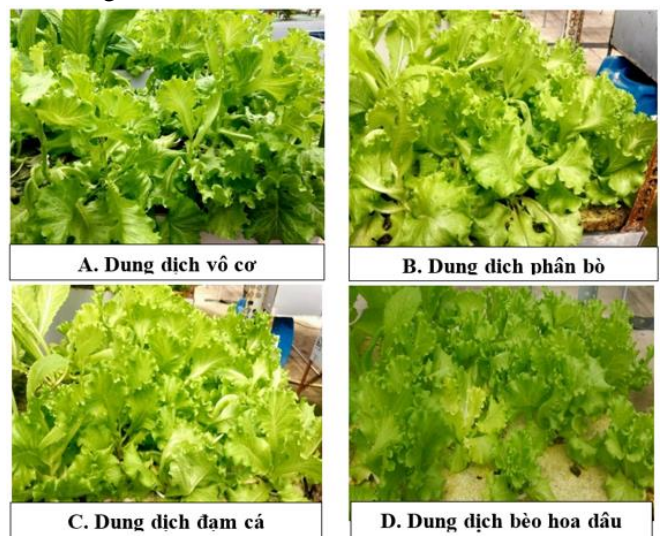 A. Dung dịch vô cơ
B. Dung dịch phân bò
C. Dung dịch đạm cá
D. Dung dịch bèo hoa dâu